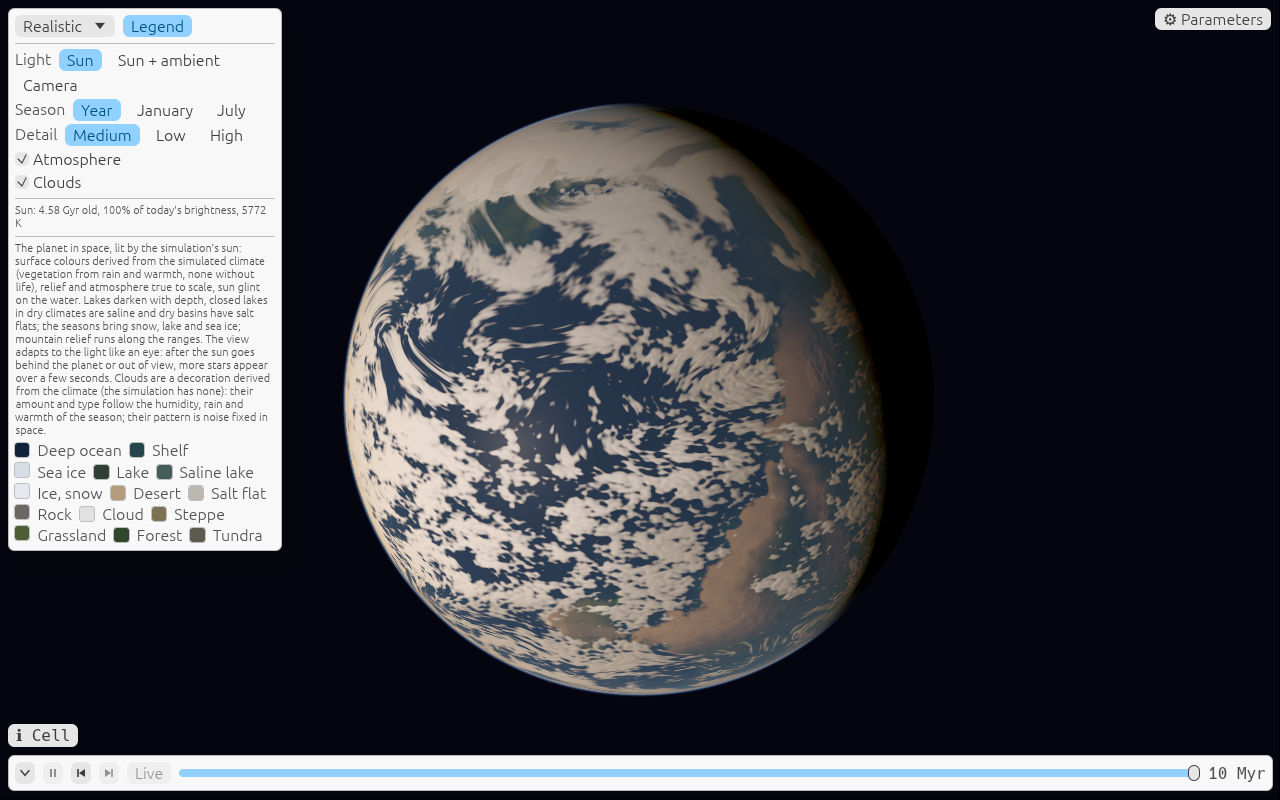 Realistic Legend
⚙ Parameters
Light Sun Sun + ambient
Camera
Season Year January July
Detail Medium Low High
Atmosphere
Clouds
Sun: 4.58 Gyr old, 100% of today's brightness, 5772
K
The planet in space, lit by the simulation's sun:
surface colours derived from the simulated climate
(vegetation from rain and warmth, none without
life), relief and atmosphere true to scale, sun glint
on the water. Lakes darken with depth, closed lakes
in dry climates are saline and dry basins have salt
flats; the seasons bring snow, lake and sea ice;
mountain relief runs along the ranges. The view
adapts to the light like an eye: after the sun goes
behind the planet or out of view, more stars appear
over a few seconds. Clouds are a decoration derived
from the climate (the simulation has none): their
amount and type follow the humidity, rain and
warmth of the season; their pattern is noise fixed in
space.
Deep ocean Shelf
Sea ice Lake Saline lake
Ice, snow Desert Salt flat
Rock Cloud Steppe
Grassland Forest Tundra
ℹ Cell
Live 10 Myr